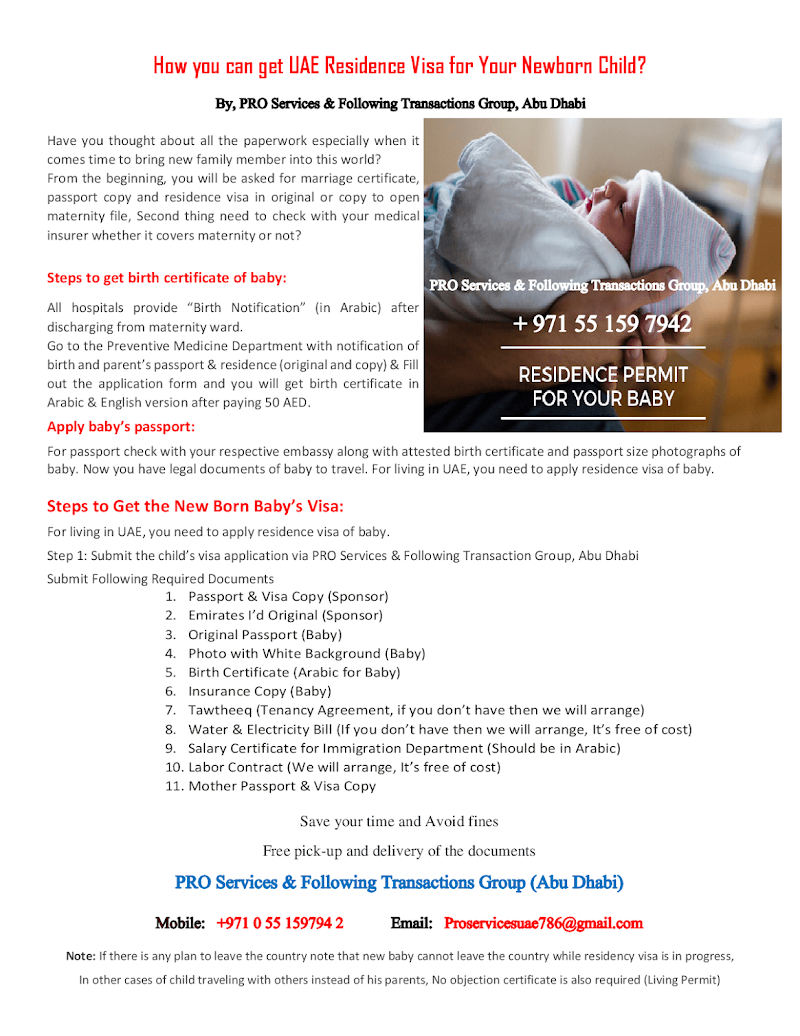 How you can get UAE Residence Visa for Your Newborn Child?
By, PRO Services & Following Transactions Group, Abu Dhabi
Have you thought about all the paperwork especially when it
comes time to bring new family member into this world?
From the beginning, you will be asked for marriage certificate,
passport copy and residence visa in original or copy to open
maternity file, Second thing need to check with your medical
insurer whether it covers maternity or not?
Steps to get birth certificate of baby:
All hospitals provide “Birth Notification” (in Arabic) after
discharging from maternity ward.
Go to the Preventive Medicine Department with notification of
birth and parent’s passport & residence (original and copy) & Fill
out the application form and you will get birth certificate in
Arabic & English version after paying 50 AED.
PRO Services & Following Transactions Group, Abu Dhabi
+ 971 55 159 7942
RESIDENCE PERMIT
FOR YOUR BABY
Apply baby’s passport:
For passport check with your respective embassy along with attested birth certificate and passport size photographs of
baby. Now you have legal documents of baby to travel. For living in UAE, you need to apply residence visa of baby.
Steps to Get the New Born Baby’s Visa:
For living in UAE, you need to apply residence visa of baby.
Step 1: Submit the child’s visa application via PRO Services & Following Transaction Group, Abu Dhabi
Submit Following Required Documents
1. Passport & Visa Copy (Sponsor)
2. Emirates I’d Original (Sponsor)
3. Original Passport (Baby)
4. Photo with White Background (Baby)
5. Birth Certificate (Arabic for Baby)
6. Insurance Copy (Baby)
7. Tawtheeq (Tenancy Agreement, if you don’t have then we will arrange)
8. Water & Electricity Bill (If you don’t have then we will arrange, It’s free of cost)
9. Salary Certificate for Immigration Department (Should be in Arabic)
10. Labor Contract (We will arrange, It’s free of cost)
11. Mother Passport & Visa Copy
Save your time and Avoid fines
Free pick-up and delivery of the documents
PRO Services & Following Transactions Group (Abu Dhabi)
Mobile: +971 0 55 159794 2 Email: Proservicesuae786@gmail.com
Note: If there is any plan to leave the country note that new baby cannot leave the country while residency visa is in progress,
In other cases of child traveling with others instead of his parents, No objection certificate is also required (Living Permit)